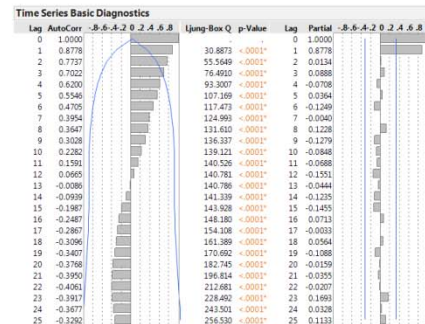 Time Series Basic Diagnostics
Lag AutoCorr -.8-.6-.4-.2 0 .2 .4 .6 .8 Ljung-Box Q p-Value Lag Partial -.8-.6-.4-.2 0 .2 .4 .6 .8
0 1.0000 0 1.0000
1 0.8778 30.8873 <.0001* 1 0.8778
2 0.7737 55.5649 <.0001* 2 0.0134
3 0.7022 76.4910 <.0001* 3 0.0888
4 0.6200 93.3007 <.0001* 4 -0.0708
5 0.5546 107.169 <.0001* 5 0.0364
6 0.4705 117.473 <.0001* 6 -0.1249
7 0.3954 124.993 <.0001* 7 -0.0040
8 0.3647 131.610 <.0001* 8 0.1228
9 0.3028 136.337 <.0001* 9 -0.1279
10 0.2282 139.121 <.0001* 10 -0.0848
11 0.1591 140.526 <.0001* 11 -0.0688
12 0.0665 140.781 <.0001* 12 -0.1551
13 -0.0086 140.786 <.0001* 13 -0.0444
14 -0.0939 141.339 <.0001* 14 -0.1235
15 -0.1987 143.928 <.0001* 15 -0.1455
16 -0.2487 148.180 <.0001* 16 0.0713
17 -0.2867 154.108 <.0001* 17 -0.0033
18 -0.3096 161.389 <.0001* 18 0.0564
19 -0.3407 170.692 <.0001* 19 -0.1088
20 -0.3768 182.745 <.0001* 20 -0.0159
21 -0.3950 196.814 <.0001* 21 -0.0355
22 -0.4061 212.681 <.0001* 22 -0.0207
23 -0.3917 228.492 <.0001* 23 0.1693
24 -0.3677 243.501 <.0001* 24 0.0328
25 -0.3292 256.530 <.0001* 25 0.1133